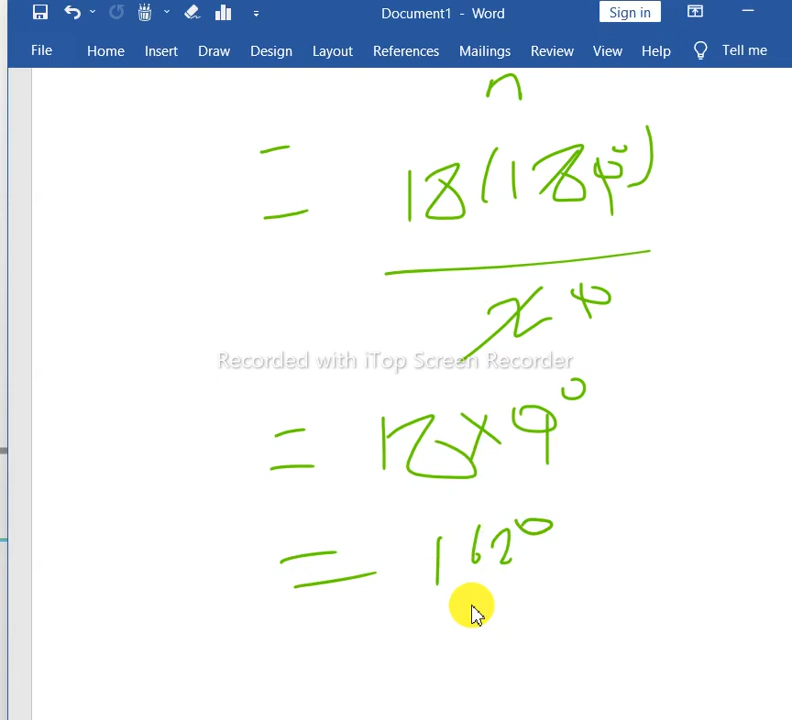 Document1 - Word
Sign in
File Home Insert Draw Design Layout References Mailings Review View Help Tell me
n
= 18(180°)
20
Recorded with iTop Screen Recorder
= 18×9°
= 162°